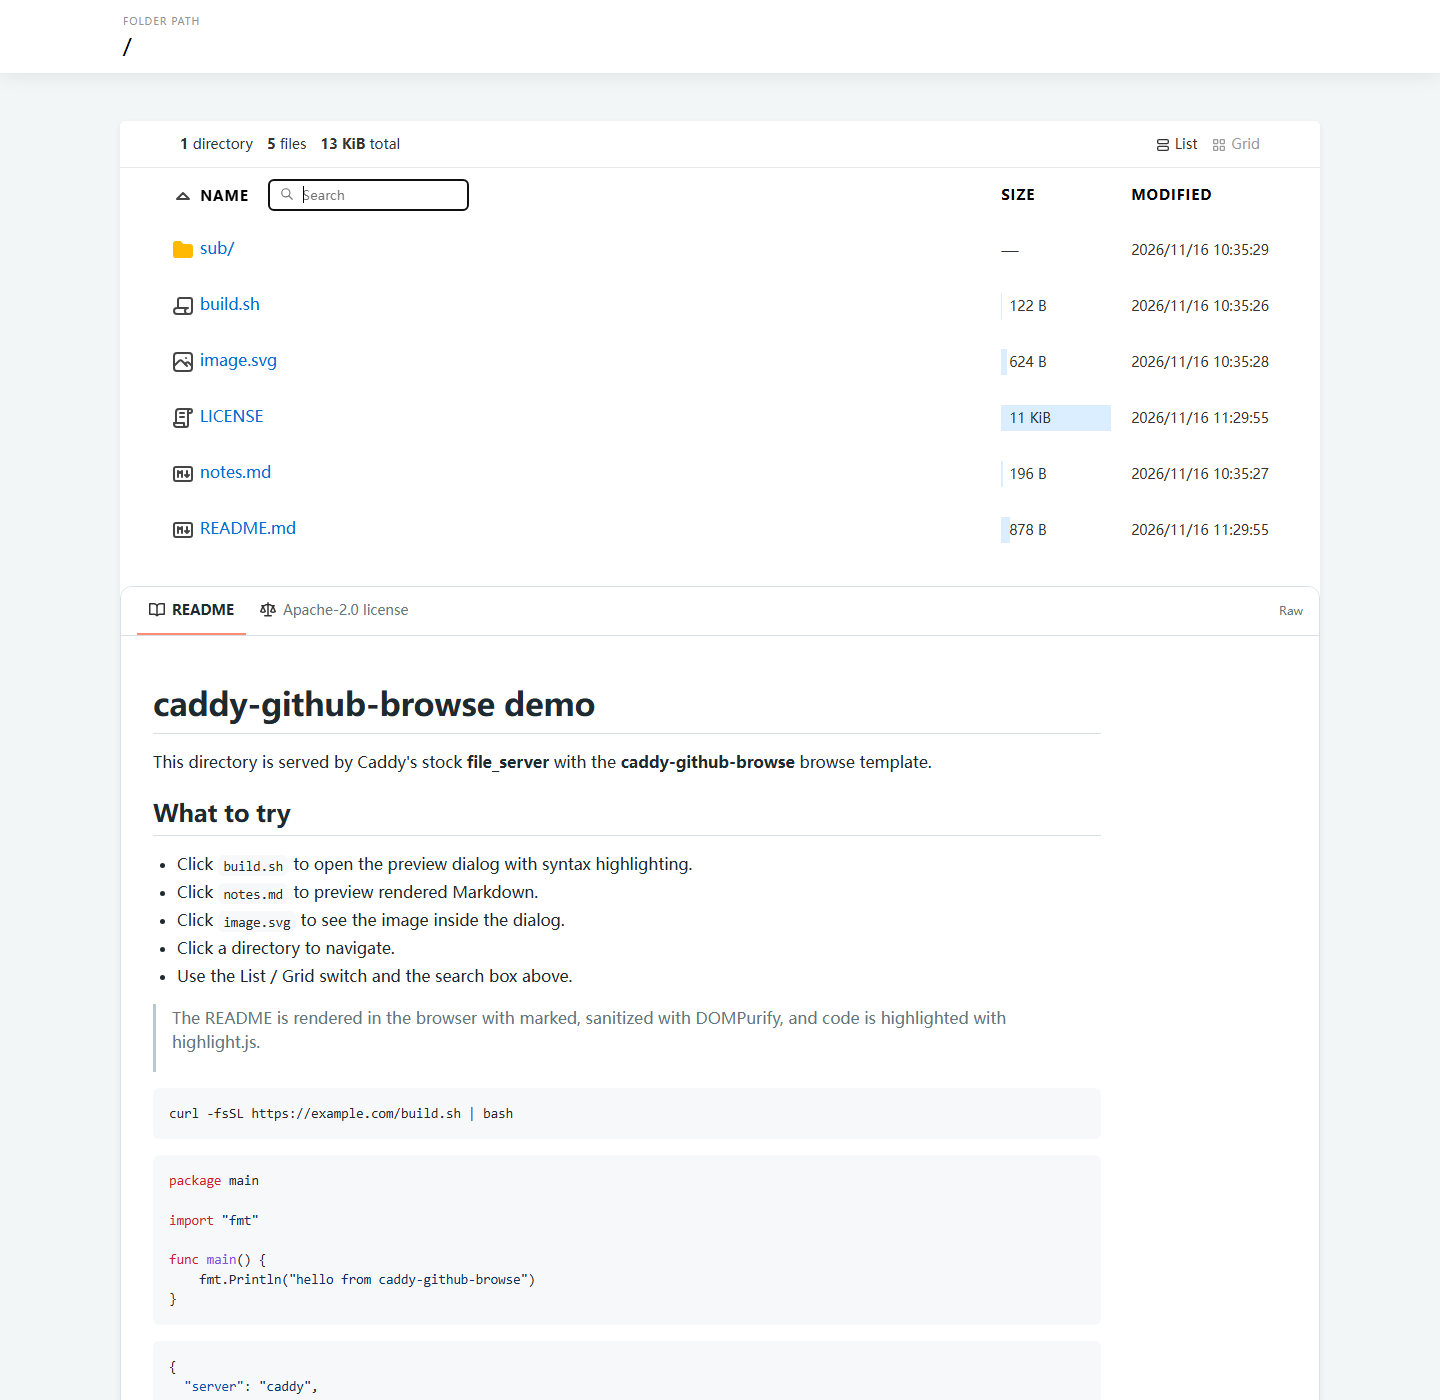 FOLDER PATH
/
1 directory 5 files 13 KiB total List Grid
NAME Search SIZE MODIFIED
sub/ — 2026/11/16 10:35:29
build.sh 122 B 2026/11/16 10:35:26
image.svg 624 B 2026/11/16 10:35:28
LICENSE 11 KiB 2026/11/16 11:29:55
notes.md 196 B 2026/11/16 10:35:27
README.md 878 B 2026/11/16 11:29:55
README Apache-2.0 license Raw
caddy-github-browse demo
This directory is served by Caddy's stock file_server with the caddy-github-browse browse template.
What to try
• Click build.sh to open the preview dialog with syntax highlighting.
• Click notes.md to preview rendered Markdown.
• Click image.svg to see the image inside the dialog.
• Click a directory to navigate.
• Use the List / Grid switch and the search box above.
The README is rendered in the browser with marked, sanitized with DOMPurify, and code is highlighted with
highlight.js.
curl -fsSL https://example.com/build.sh | bash
package main
import "fmt"
func main() {
    fmt.Println("hello from caddy-github-browse")
}
{
  "server": "caddy",